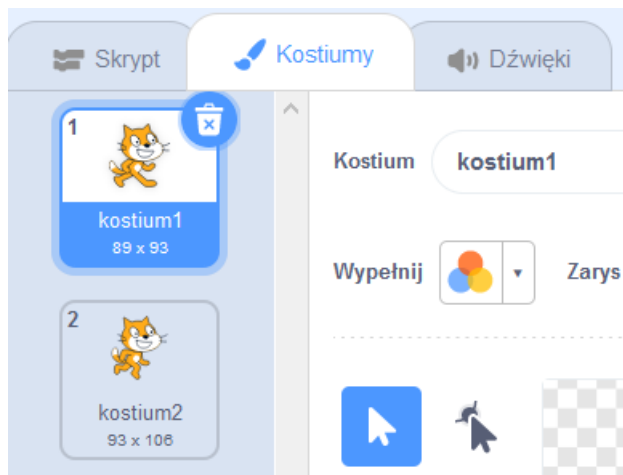 Skrypt
Kostiumy
Dźwięki
1
kostium1
89 x 93
2
kostium2
93 x 106
Kostium
kostium1
Wypełnij
Zarys